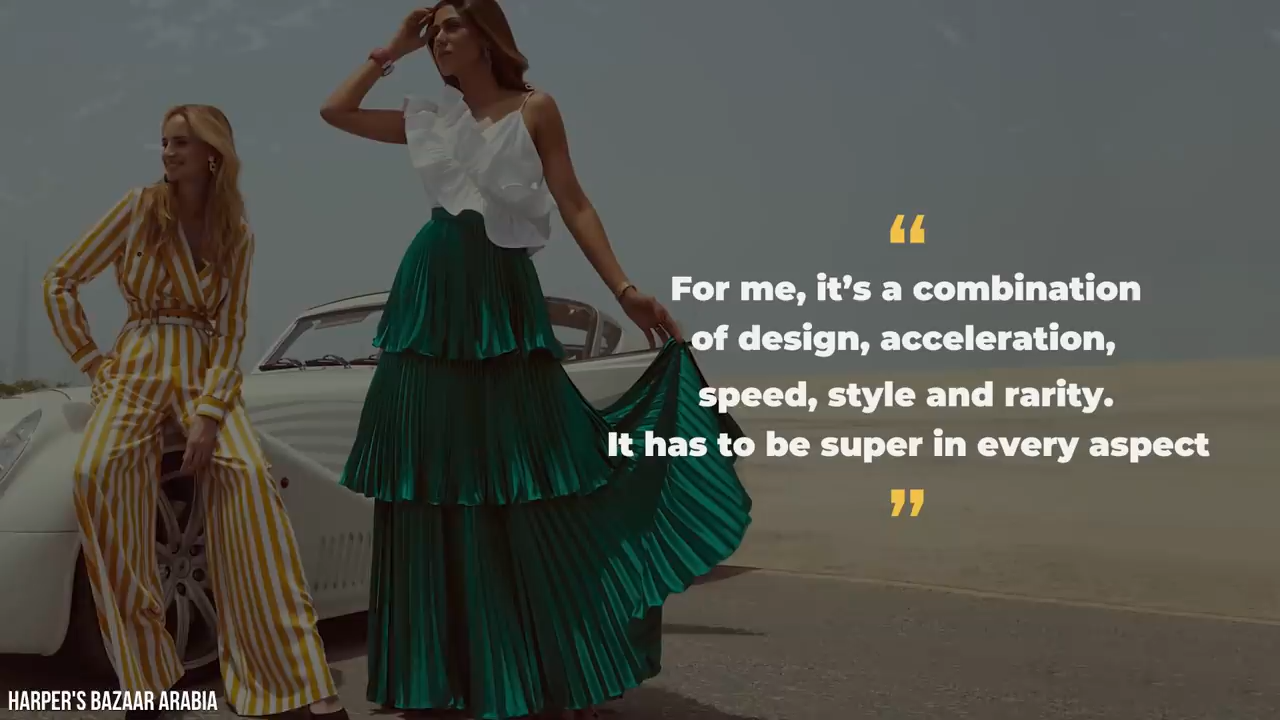 “
For me, it’s a combination
of design, acceleration,
speed, style and rarity.
It has to be super in every aspect
”
HARPER'S BAZAAR ARABIA